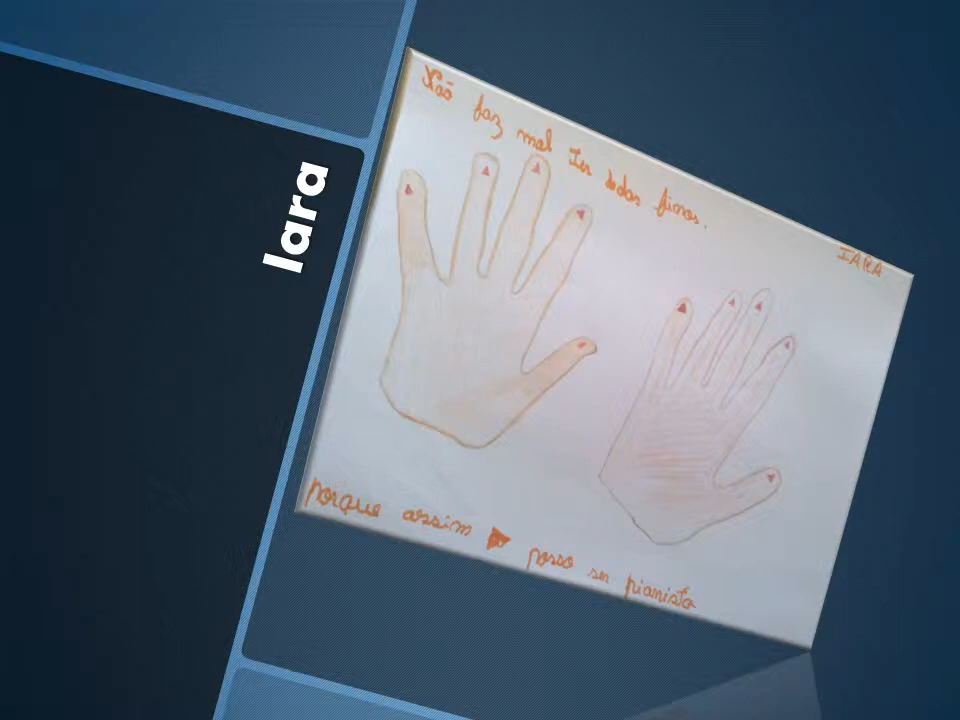 Iara
Não faz mal ter dedos finos.
IARA
porque assim posso ser pianista